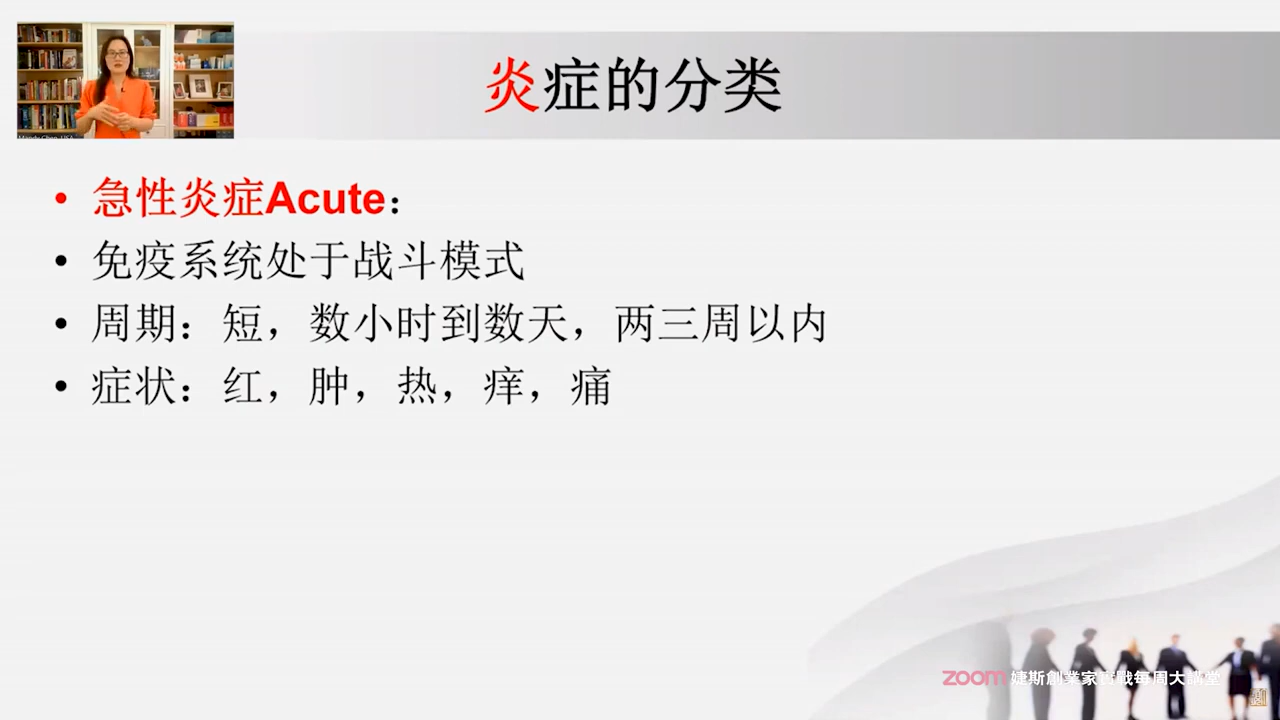 炎症的分类
急性炎症Acute：
免疫系统处于战斗模式
周期：短，数小时到数天，两三周以内
症状：红，肿，热，痒，痛
zoom 婕斯創業家實戰每周大講堂